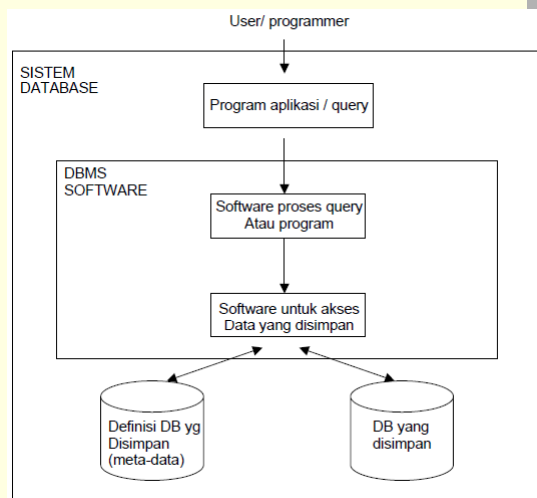 User/ programmer
SISTEM
DATABASE
Program aplikasi / query
DBMS
SOFTWARE
Software proses query
Atau program
Software untuk akses
Data yang disimpan
Definisi DB yg
Disimpan
(meta-data)
DB yang
disimpan